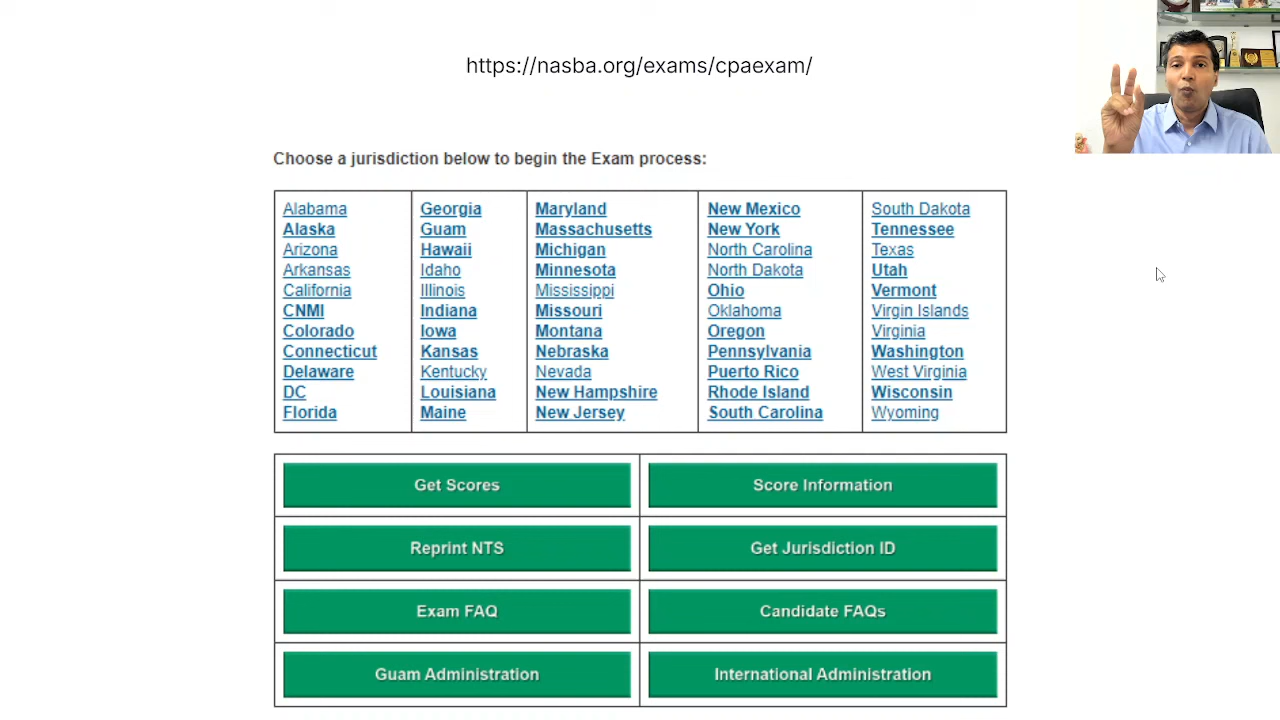 https://nasba.org/exams/cpaexam/
Choose a jurisdiction below to begin the Exam process:
Alabama
Alaska
Arizona
Arkansas
California
CNMI
Colorado
Connecticut
Delaware
DC
Florida
Georgia
Guam
Hawaii
Idaho
Illinois
Indiana
Iowa
Kansas
Kentucky
Louisiana
Maine
Maryland
Massachusetts
Michigan
Minnesota
Mississippi
Missouri
Montana
Nebraska
Nevada
New Hampshire
New Jersey
New Mexico
New York
North Carolina
North Dakota
Ohio
Oklahoma
Oregon
Pennsylvania
Puerto Rico
Rhode Island
South Carolina
South Dakota
Tennessee
Texas
Utah
Vermont
Virgin Islands
Virginia
Washington
West Virginia
Wisconsin
Wyoming
Get Scores
Score Information
Reprint NTS
Get Jurisdiction ID
Exam FAQ
Candidate FAQs
Guam Administration
International Administration